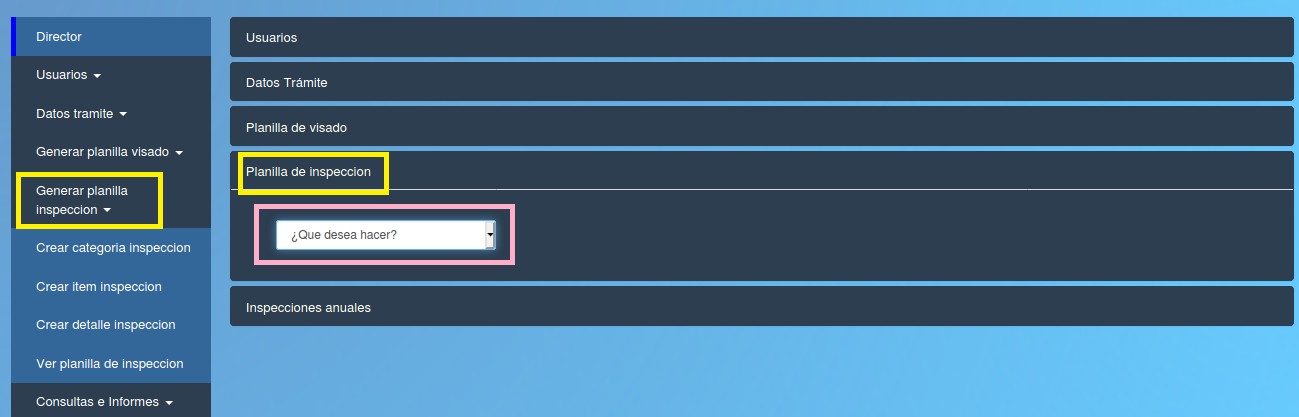 Director
Usuarios
Datos tramite
Generar planilla visado
Generar planilla
inspeccion
Crear categoria inspeccion
Crear item inspeccion
Crear detalle inspeccion
Ver planilla de inspeccion
Consultas e Informes
Usuarios
Datos Trámite
Planilla de visado
Planilla de inspeccion
¿Que desea hacer?
Inspecciones anuales